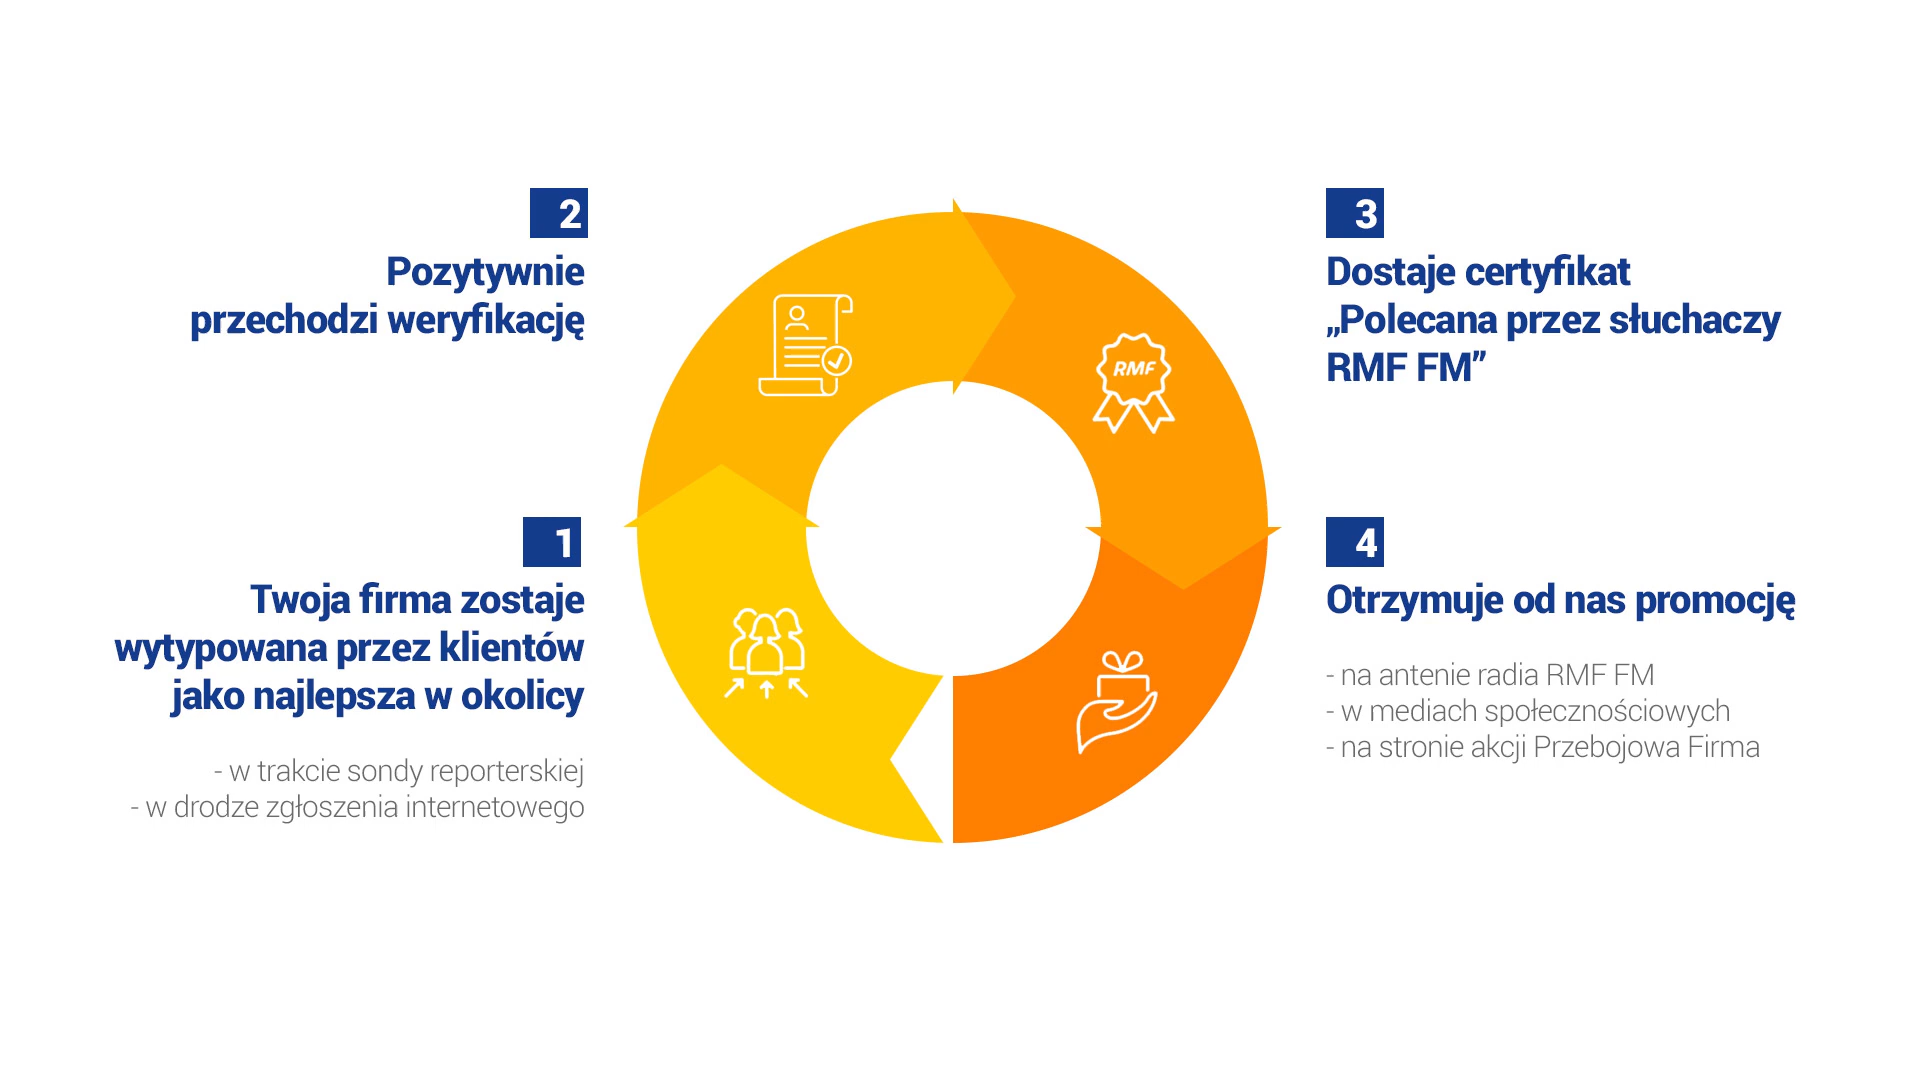 2
Pozytywnie
przechodzi weryfikację
3
Dostaje certyfikat
„Polecana przez słuchaczy
RMF FM”
RMF
1
Twoja firma zostaje
wytypowana przez klientów
jako najlepsza w okolicy
- w trakcie sondy reporterskiej
- w drodze zgłoszenia internetowego
4
Otrzymuje od nas promocję
- na antenie radia RMF FM
- w mediach społecznościowych
- na stronie akcji Przebojowa Firma